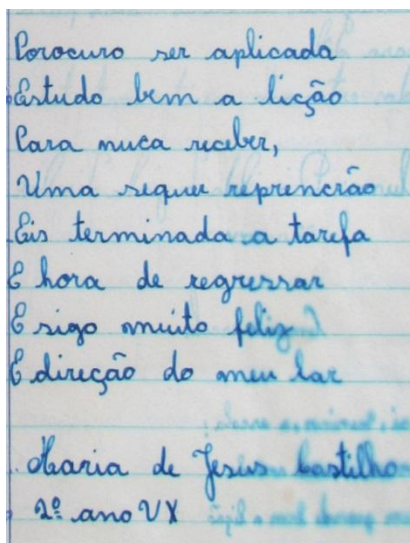 Porocuro ser aplicada
Estudo bem a lição
Para nuca receber,
Uma sequer reprencrão
Eis terminada a tarefa
E hora de regressar
E sigo muito feliz
E direção do meu lar
Maria de Jesus Castilho
2º ano VX